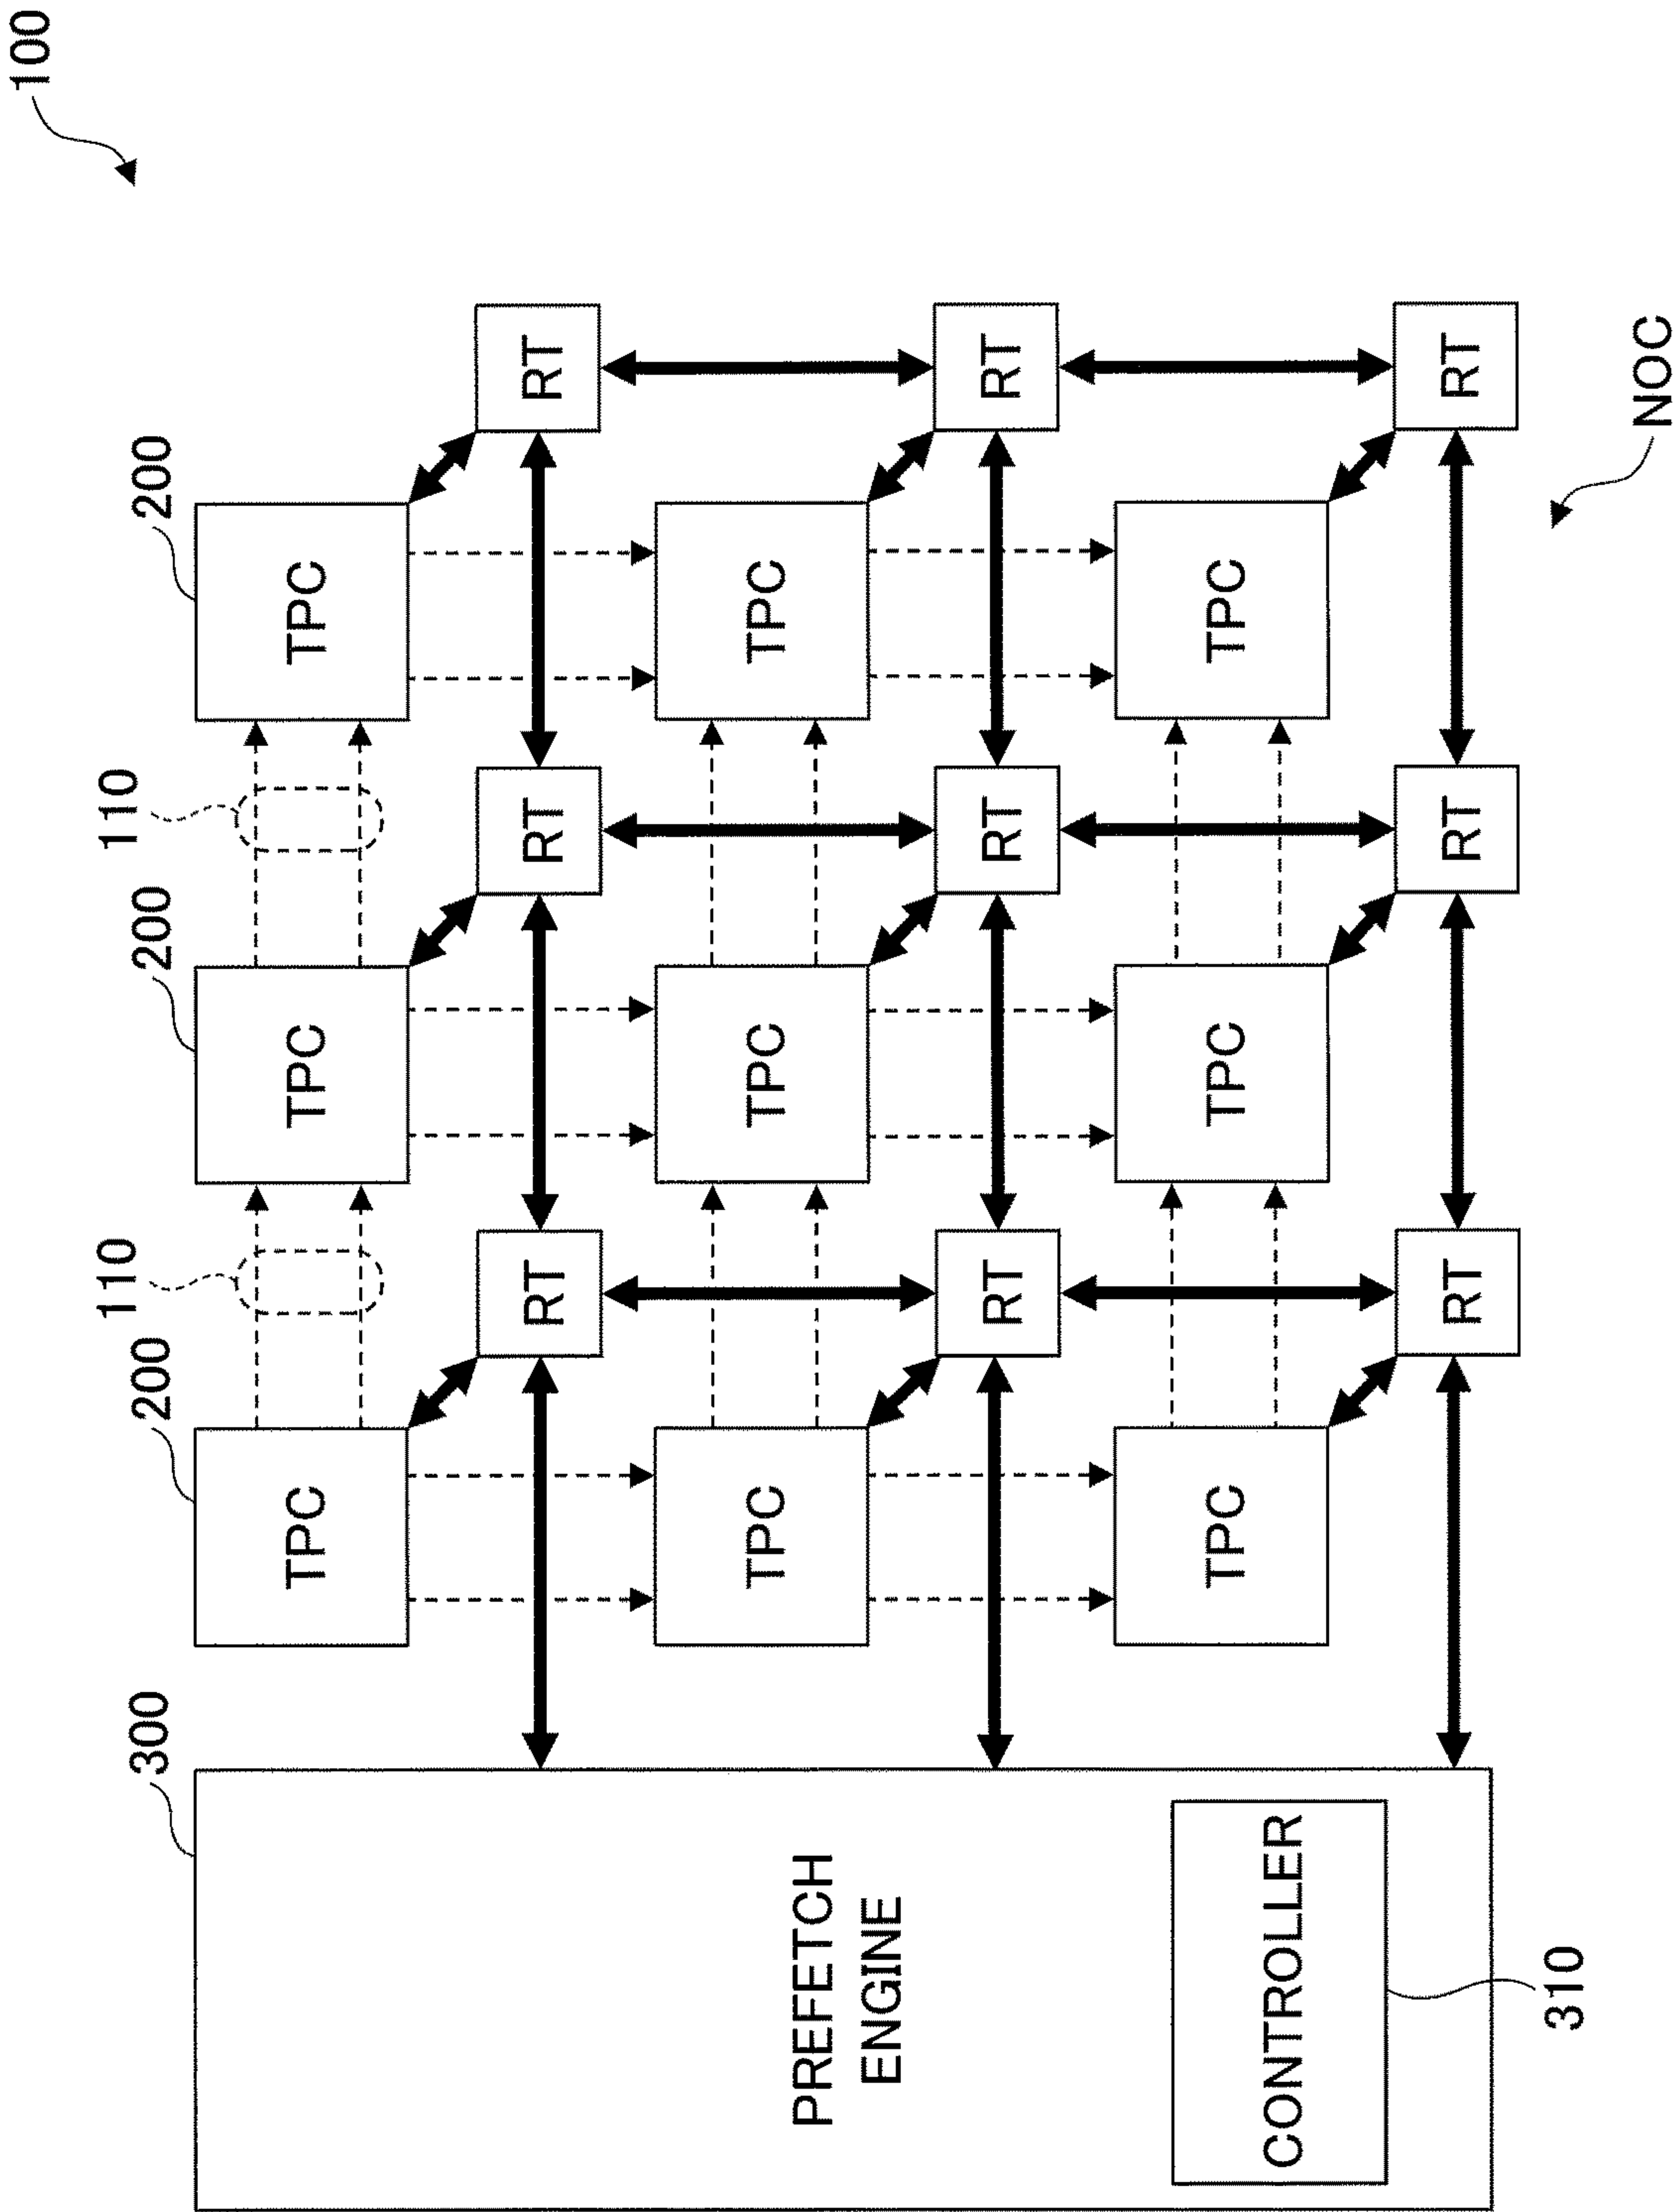 100
110
110
300
200
200
200
TPC
TPC
TPC
RT
RT
RT
PREFETCH
ENGINE
TPC
TPC
TPC
RT
RT
RT
CONTROLLER
TPC
TPC
TPC
RT
RT
RT
310
NOC